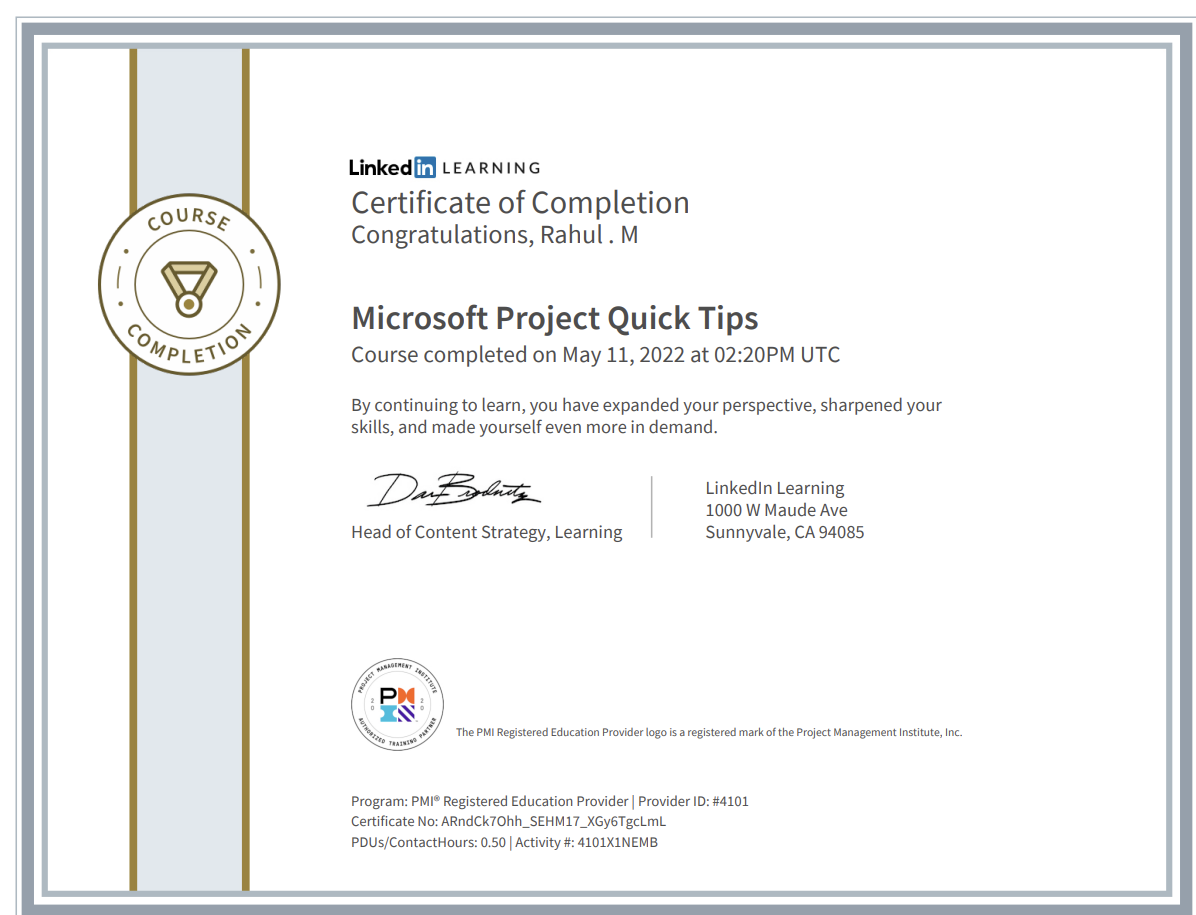 LinkedIn LEARNING
Certificate of Completion
Congratulations, Rahul . M
COURSE
COMPLETION
Microsoft Project Quick Tips
Course completed on May 11, 2022 at 02:20PM UTC
By continuing to learn, you have expanded your perspective, sharpened your
skills, and made yourself even more in demand.
Dan Brodnitz
Head of Content Strategy, Learning
LinkedIn Learning
1000 W Maude Ave
Sunnyvale, CA 94085
PROJECT MANAGEMENT INSTITUTE
20 20
PM
AUTHORIZED TRAINING PARTNER
The PMI Registered Education Provider logo is a registered mark of the Project Management Institute, Inc.
Program: PMI® Registered Education Provider | Provider ID: #4101
Certificate No: ARndCk7Ohh_SEHM17_XGy6TgcLmL
PDUs/ContactHours: 0.50 | Activity #: 4101X1NEMB